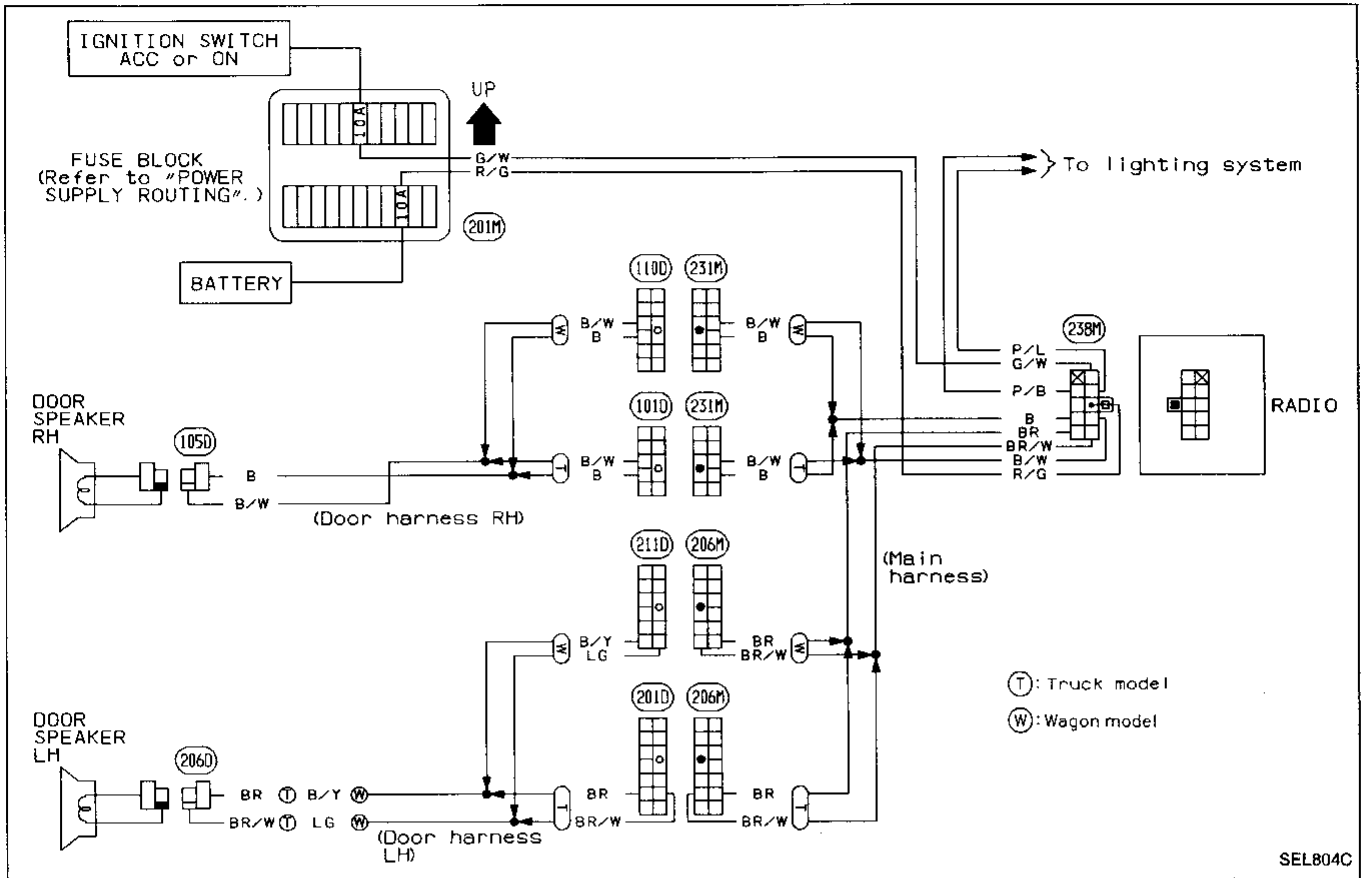 IGNITION SWITCH
ACC or ON
UP
10A
FUSE BLOCK
(Refer to "POWER
SUPPLY ROUTING".)
10A
201M
BATTERY
G/W
R/G
To lighting system
110D
231M
W
B/W
B
B/W
B
W
238M
P/L
G/W
P/B
B
BR
BR/W
B/W
R/G
RADIO
DOOR
SPEAKER
RH
105D
B
B/W
(Door harness RH)
101D
231M
T
B/W
B
B/W
B
T
211D
206M
(Main
harness)
W
B/Y
LG
BR
BR/W
W
T: Truck model
W: Wagon model
DOOR
SPEAKER
LH
206D
BR T B/Y W
BR/W T LG W
(Door harness
LH)
201D
206M
T
BR
BR/W
BR
BR/W
T
SEL804C